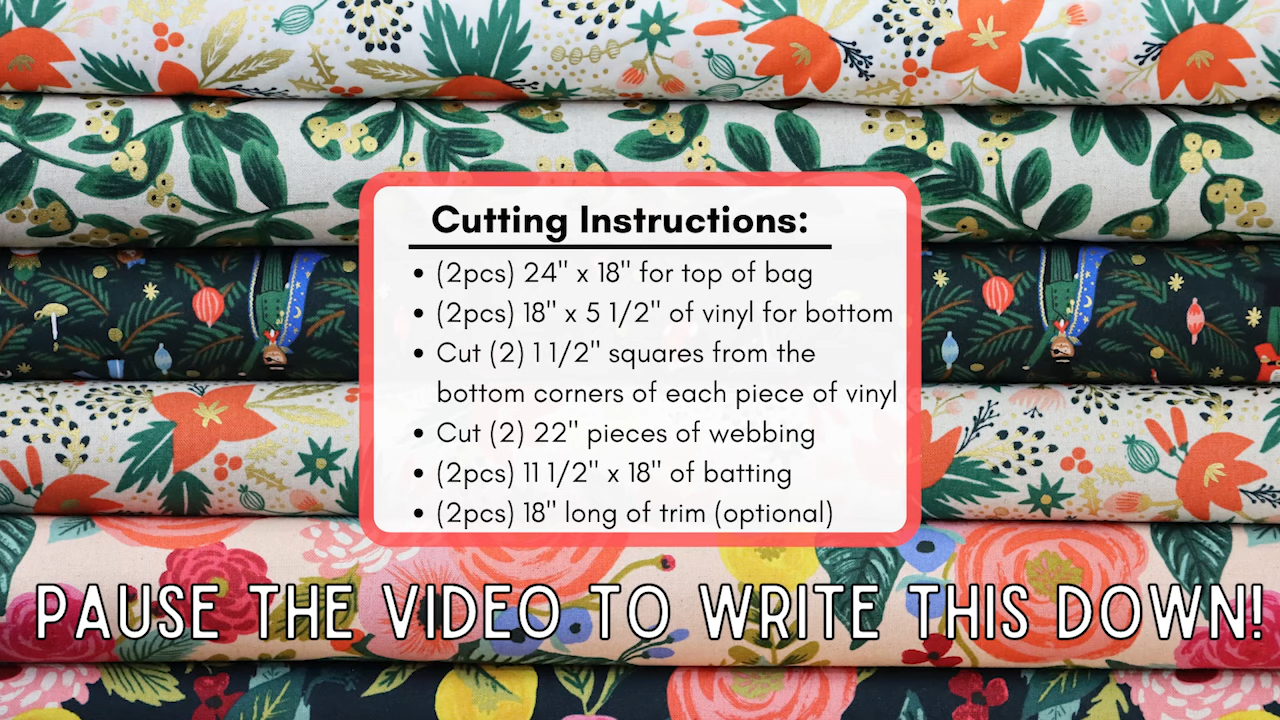 Cutting Instructions:
• (2pcs) 24" x 18" for top of bag
• (2pcs) 18" x 5 1/2" of vinyl for bottom
• Cut (2) 1 1/2" squares from the
bottom corners of each piece of vinyl
• Cut (2) 22" pieces of webbing
• (2pcs) 11 1/2" x 18" of batting
• (2pcs) 18" long of trim (optional)
PAUSE THE VIDEO TO WRITE THIS DOWN!